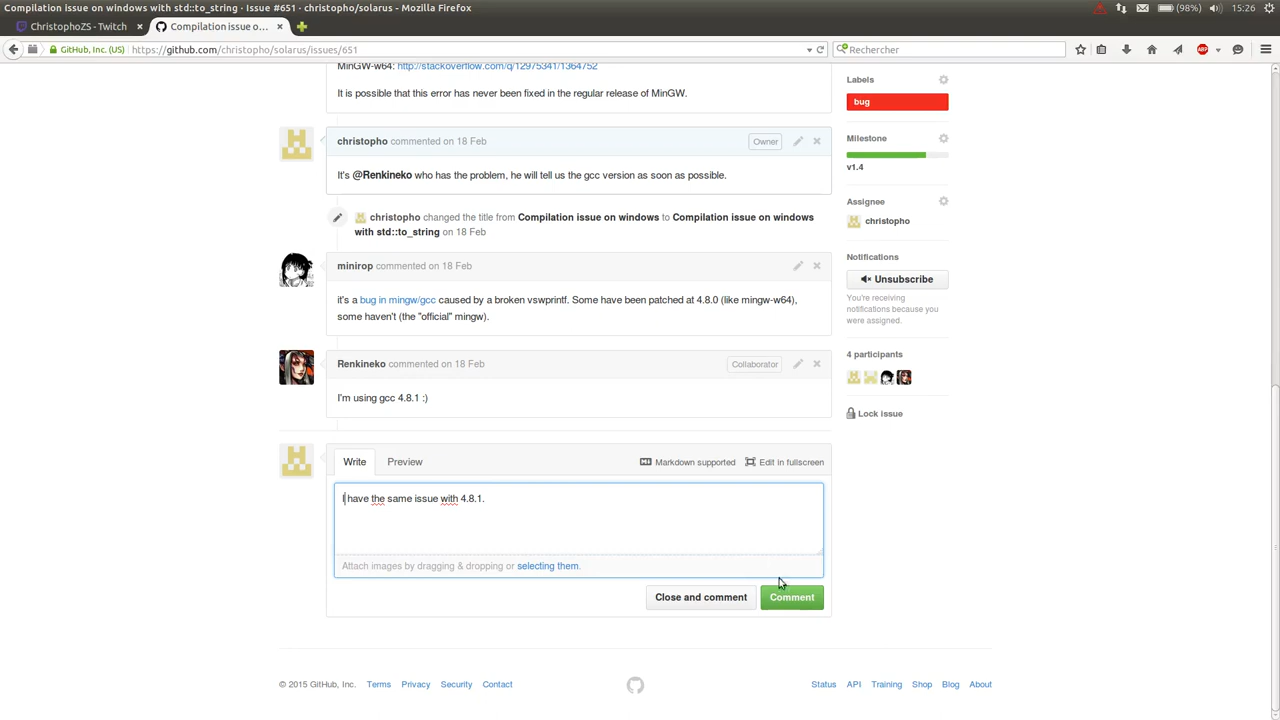 Compilation issue on windows with std::to_string - Issue #651 - christopho/solarus - Mozilla Firefox
(98%) 15:26
ChristophoZS - Twitch × Compilation issue o... ×
GitHub, Inc. (US) https://github.com/christopho/solarus/issues/651 Rechercher ABP
MinGW-w64: http://stackoverflow.com/q/12975341/1364752
It is possible that this error has never been fixed in the regular release of MinGW.
christopho commented on 18 Feb Owner
It's @Renkineko who has the problem, he will tell us the gcc version as soon as possible.
christopho changed the title from Compilation issue on windows to Compilation issue on windows
with std::to_string on 18 Feb
minirop commented on 18 Feb
it's a bug in mingw/gcc caused by a broken vswprintf. Some have been patched at 4.8.0 (like mingw-w64),
some haven't (the "official" mingw).
Renkineko commented on 18 Feb Collaborator
I'm using gcc 4.8.1 :)
Write Preview Markdown supported Edit in fullscreen
I have the same issue with 4.8.1.
Attach images by dragging & dropping or selecting them.
Close and comment Comment
Labels
bug
Milestone
v1.4
Assignee
christopho
Notifications
Unsubscribe
You're receiving
notifications because you
were assigned.
4 participants
Lock issue
© 2015 GitHub, Inc. Terms Privacy Security Contact Status API Training Shop Blog About